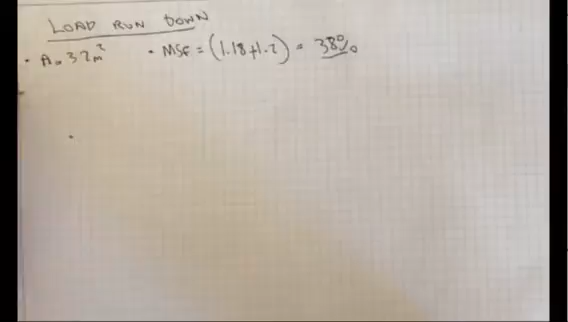 LOAD RUN DOWN
• A = 32m² • MSF = (1.18+1.2) = 38%